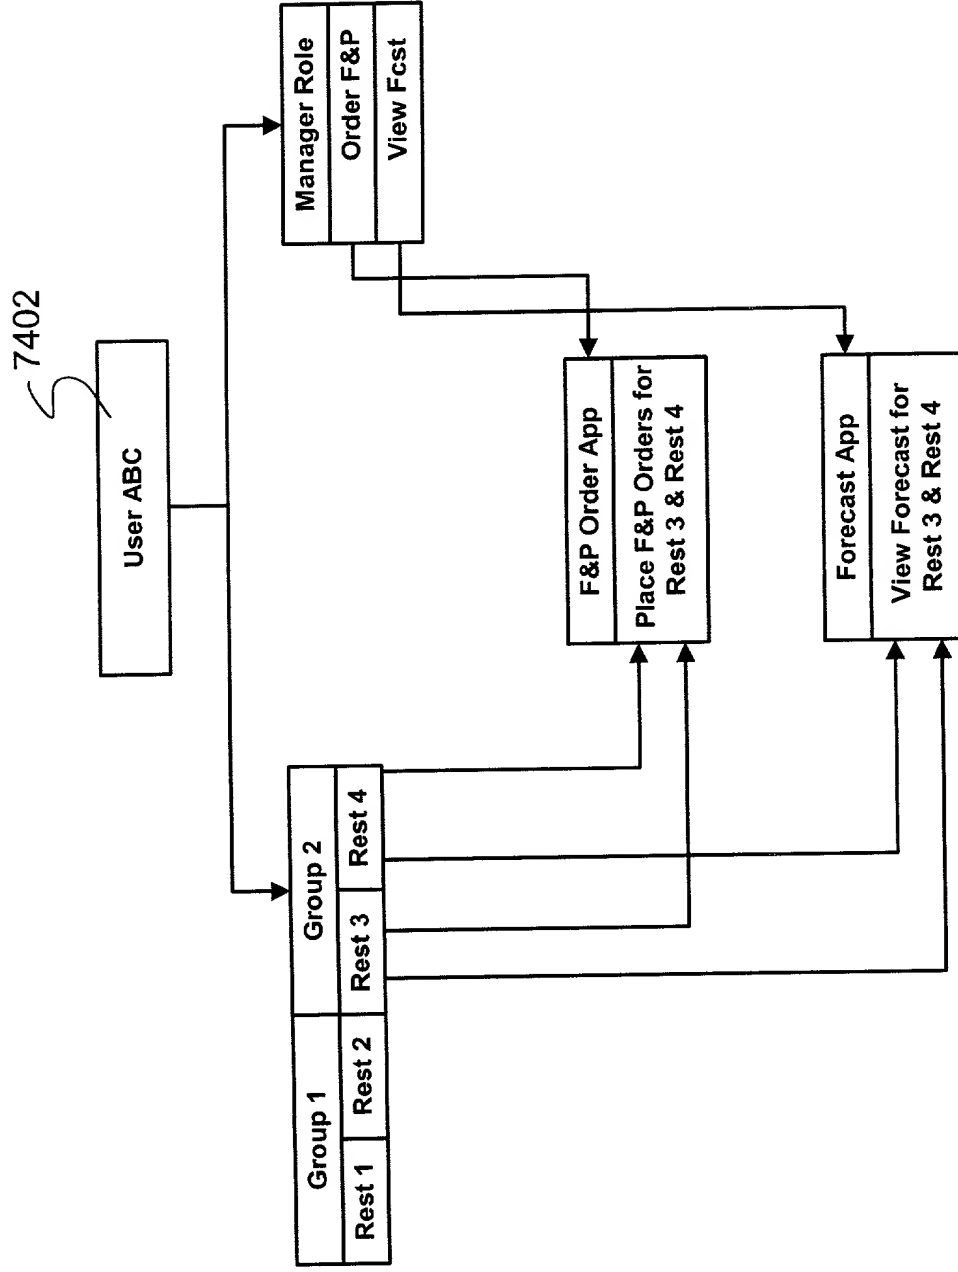 7402
User ABC
Group 1
Group 2
Rest 1
Rest 2
Rest 3
Rest 4
Manager Role
Order F&P
View Fcst
F&P Order App
Place F&P Orders for
Rest 3 & Rest 4
Forecast App
View Forecast for
Rest 3 & Rest 4